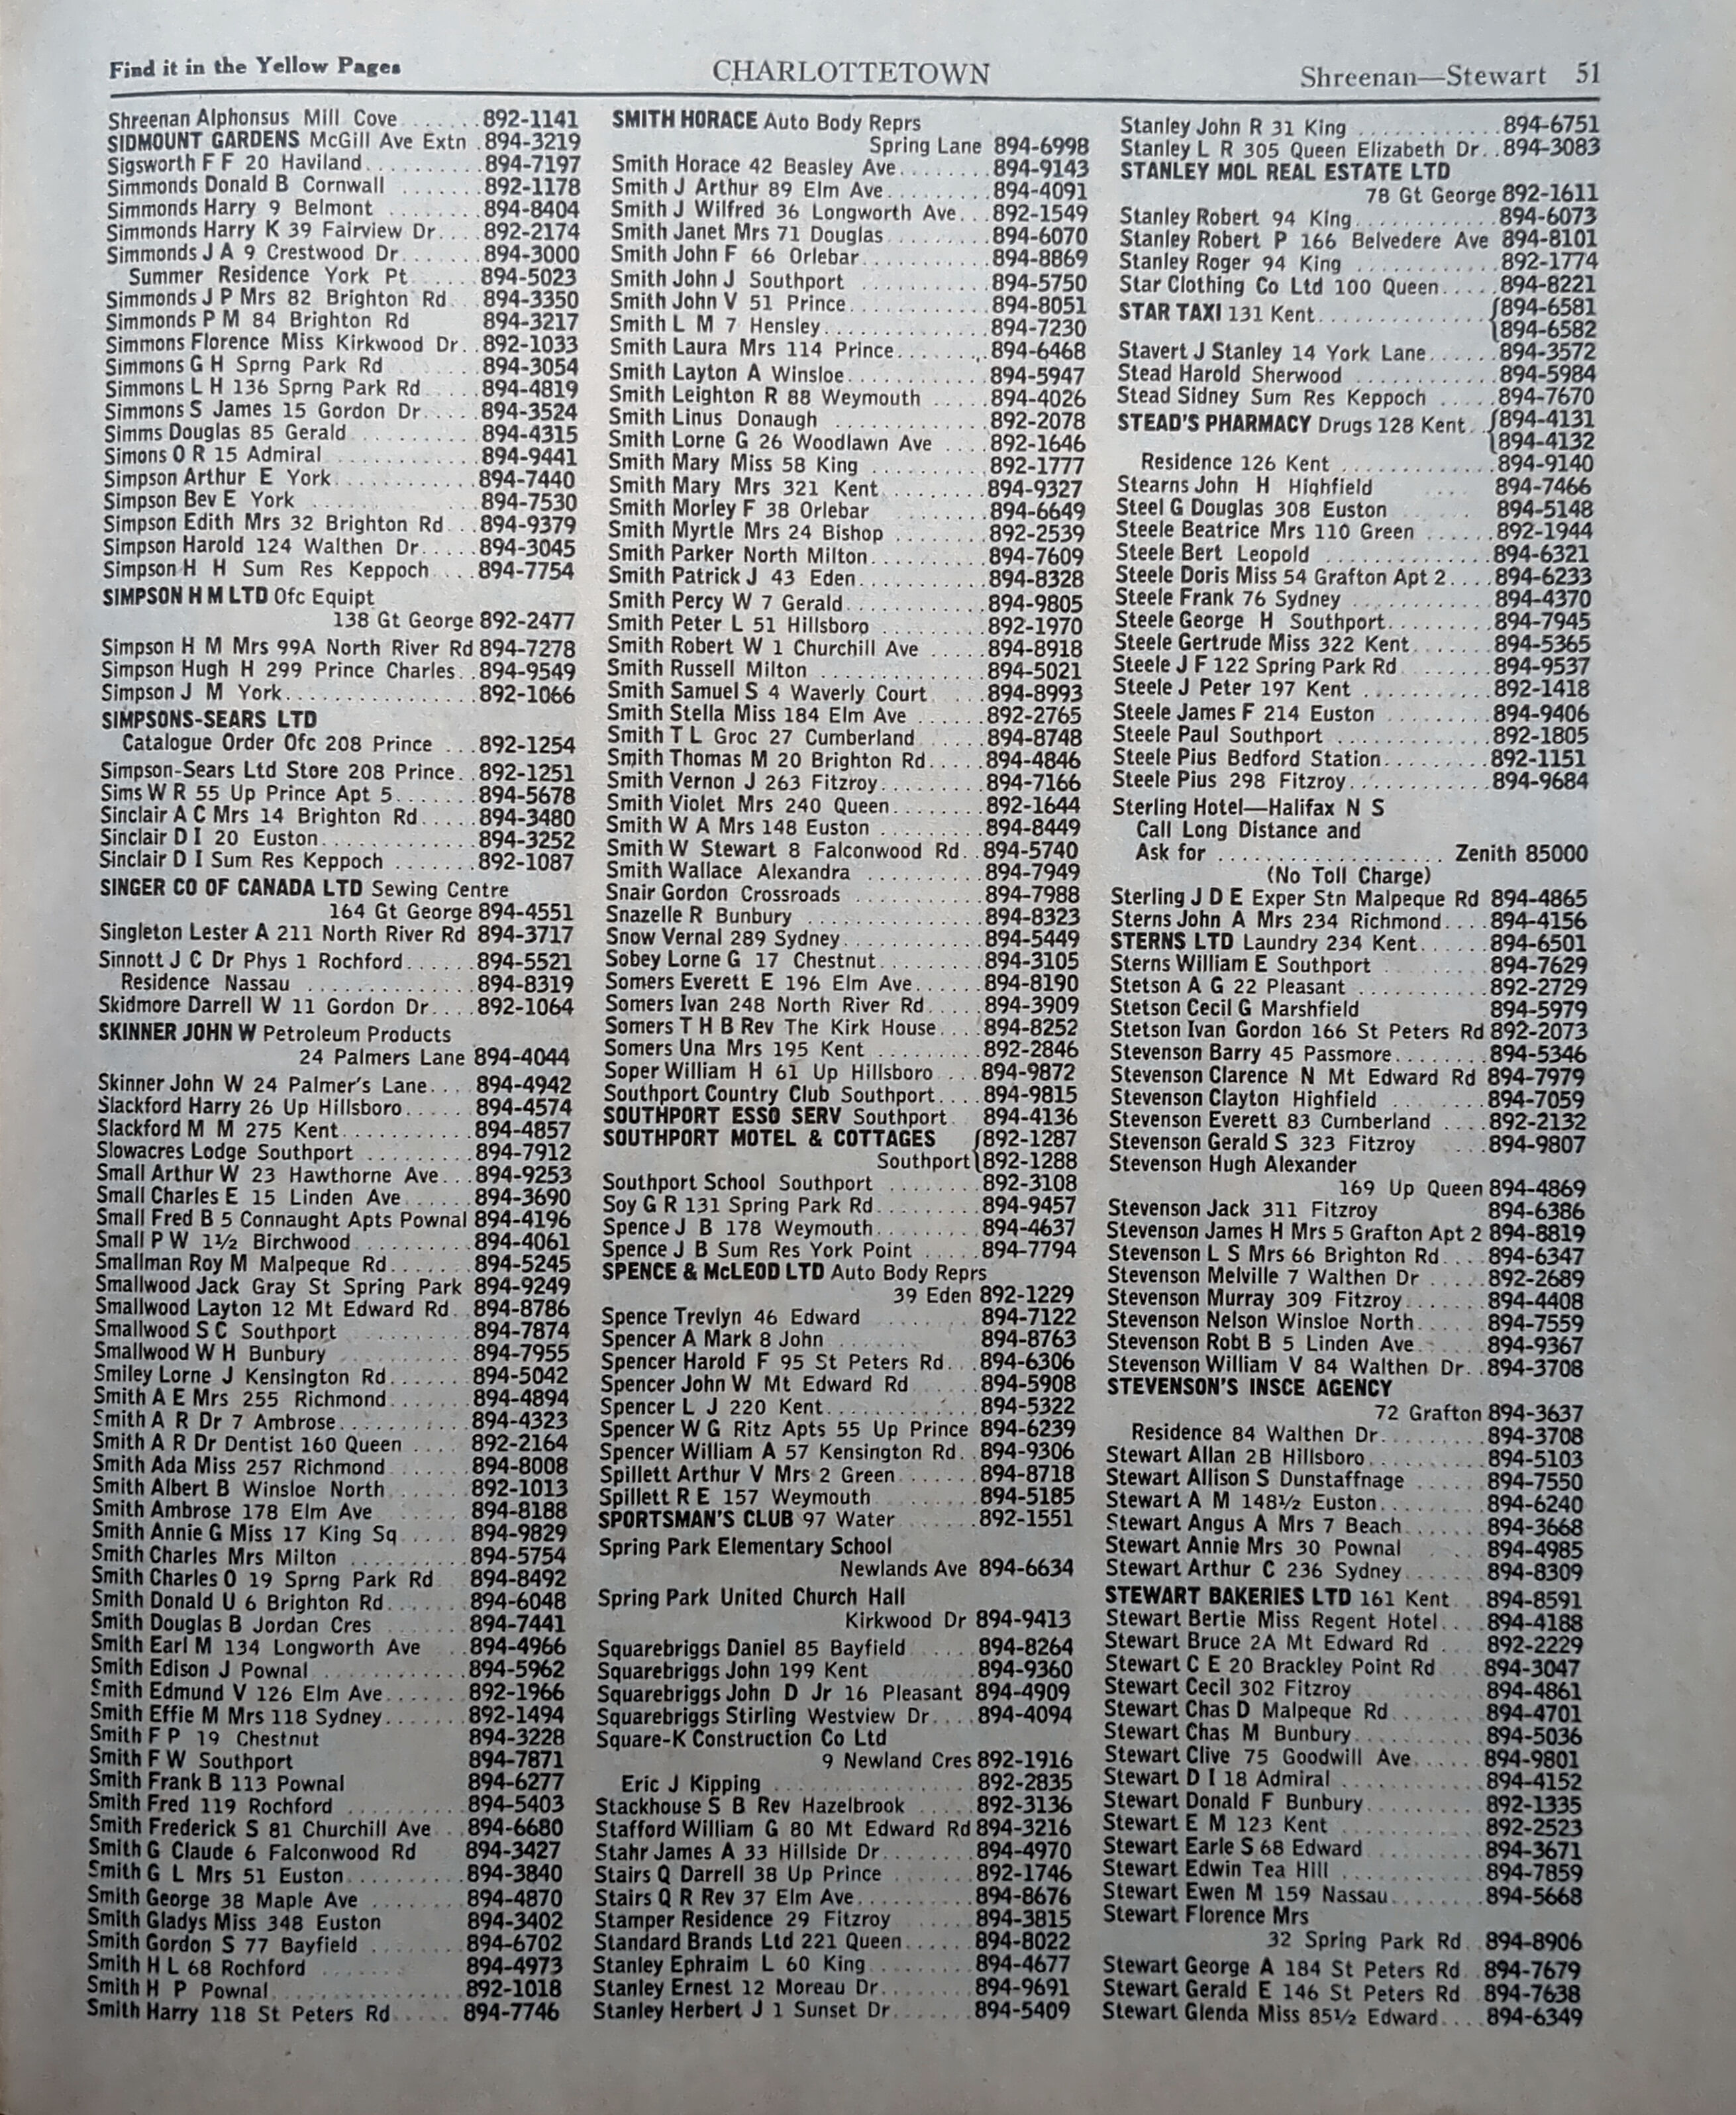 Find it in the Yellow Pages
CHARLOTTETOWN
Shreenan—Stewart 51
Shreenan Alphonsus Mill Cove ....... 892-1141
SIDMOUNT GARDENS McGill Ave Extn . 894-3219
Sigsworth F F 20 Haviland .......... 894-7197
Simmonds Donald B Cornwall ....... 892-1178
Simmonds Harry 9 Belmont ........ 894-8404
Simmonds Harry K 39 Fairview Dr .... 892-2174
Simmonds J A 9 Crestwood Dr ....... 894-3000
Summer Residence York Pt ..... 894-5023
Simmonds J P Mrs 82 Brighton Rd .. 894-3350
Simmonds P M 84 Brighton Rd 894-3217
Simmons Florence Miss Kirkwood Dr .. 892-1033
Simmons G H Sprng Park Rd ..... 894-3054
Simmons L H 136 Sprng Park Rd ..... 894-4819
Simmons S James 15 Gordon Dr ..... 894-3524
Simms Douglas 85 Gerald .......... 894-4315
Simons O R 15 Admiral ............ 894-9441
Simpson Arthur E York ............ 894-7440
Simpson Bev E York .............. 894-7530
Simpson Edith Mrs 32 Brighton Rd ... 894-9379
Simpson Harold 124 Walthen Dr ..... 894-3045
Simpson H H Sum Res Keppoch .... 894-7754
SIMPSON H M LTD Ofc Equipt
138 Gt George 892-2477
Simpson H M Mrs 99A North River Rd 894-7278
Simpson Hugh H 299 Prince Charles .. 894-9549
Simpson J M York ............... 892-1066
SIMPSONS-SEARS LTD
Catalogue Order Ofc 208 Prince ... 892-1254
Simpson-Sears Ltd Store 208 Prince .. 892-1251
Sims W R 55 Up Prince Apt 5 ....... 894-5678
Sinclair A C Mrs 14 Brighton Rd ..... 894-3480
Sinclair D I 20 Euston ............. 894-3252
Sinclair D I Sum Res Keppoch ....... 892-1087
SINGER CO OF CANADA LTD Sewing Centre
164 Gt George 894-4551
Singleton Lester A 211 North River Rd 894-3717
Sinnott J C Dr Phys 1 Rochford ...... 894-5521
Residence Nassau .............. 894-8319
Skidmore Darrell W 11 Gordon Dr .... 892-1064
SKINNER JOHN W Petroleum Products
24 Palmers Lane 894-4044
Skinner John W 24 Palmer's Lane .... 894-4942
Slackford Harry 26 Up Hillsboro ...... 894-4574
Slackford M M 275 Kent ........... 894-4857
Slowacres Lodge Southport ......... 894-7912
Small Arthur W 23 Hawthorne Ave ... 894-9253
Small Charles E 15 Linden Ave ...... 894-3690
Small Fred B 5 Connaught Apts Pownal 894-4196
Small P W 1½ Birchwood .......... 894-4061
Smallman Roy M Malpeque Rd ....... 894-5245
Smallwood Jack Gray St Spring Park 894-9249
Smallwood Layton 12 Mt Edward Rd .. 894-8786
Smallwood S C Southport .......... 894-7874
Smallwood W H Bunbury ........... 894-7955
Smiley Lorne J Kensington Rd ....... 894-5042
Smith A E Mrs 255 Richmond ....... 894-4894
Smith A R Dr 7 Ambrose ........... 894-4323
Smith A R Dr Dentist 160 Queen .... 892-2164
Smith Ada Miss 257 Richmond ....... 894-8008
Smith Albert B Winsloe North ....... 892-1013
Smith Ambrose 178 Elm Ave ........ 894-8188
Smith Annie G Miss 17 King Sq ..... 894-9829
Smith Charles Mrs Milton .......... 894-5754
Smith Charles O 19 Sprng Park Rd .. 894-8492
Smith Donald U 6 Brighton Rd ...... 894-6048
Smith Douglas B Jordan Cres ....... 894-7441
Smith Earl M 134 Longworth Ave ... 894-4966
Smith Edison J Pownal ............ 894-5962
Smith Edmund V 126 Elm Ave ....... 892-1966
Smith Effie M Mrs 118 Sydney ....... 892-1494
Smith F P 19 Chestnut 894-3228
Smith F W Southport 894-7871
Smith Frank B 113 Pownal 894-6277
Smith Fred 119 Rochford .......... 894-5403
Smith Frederick S 81 Churchill Ave .. 894-6680
Smith G Claude 6 Falconwood Rd 894-3427
Smith G L Mrs 51 Euston .......... 894-3840
Smith George 38 Maple Ave ........ 894-4870
Smith Gladys Miss 348 Euston 894-3402
Smith Gordon S 77 Bayfield ........ 894-6702
Smith H L 68 Rochford ........ 894-4973
Smith H P Pownal ................ 892-1018
Smith Harry 118 St Peters Rd ..... 894-7746
SMITH HORACE Auto Body Reprs
Spring Lane 894-6998
Smith Horace 42 Beasley Ave ........ 894-9143
Smith J Arthur 89 Elm Ave ......... 894-4091
Smith J Wilfred 36 Longworth Ave ... 892-1549
Smith Janet Mrs 71 Douglas ......... 894-6070
Smith John F 66 Orlebar ............ 894-8869
Smith John J Southport ........... 894-5750
Smith John V 51 Prince ........... 894-8051
Smith L M 7 Hensley .............. 894-7230
Smith Laura Mrs 114 Prince ......... 894-6468
Smith Layton A Winsloe ............ 894-5947
Smith Leighton R 88 Weymouth ..... 894-4026
Smith Linus Donaugh ............. 892-2078
Smith Lorne G 26 Woodlawn Ave .... 892-1646
Smith Mary Miss 58 King .......... 892-1777
Smith Mary Mrs 321 Kent .......... 894-9327
Smith Morley F 38 Orlebar ......... 894-6649
Smith Myrtle Mrs 24 Bishop ........ 892-2539
Smith Parker North Milton .......... 894-7609
Smith Patrick J 43 Eden ............ 894-8328
Smith Percy W 7 Gerald ............ 894-9805
Smith Peter L 51 Hillsboro ......... 892-1970
Smith Robert W 1 Churchill Ave ..... 894-8918
Smith Russell Milton .............. 894-5021
Smith Samuel S 4 Waverly Court ..... 894-8993
Smith Stella Miss 184 Elm Ave ...... 892-2765
Smith T L Groc 27 Cumberland ...... 894-8748
Smith Thomas M 20 Brighton Rd ..... 894-4846
Smith Vernon J 263 Fitzroy ......... 894-7166
Smith Violet Mrs 240 Queen ........ 892-1644
Smith W A Mrs 148 Euston ......... 894-8449
Smith W Stewart 8 Falconwood Rd .. 894-5740
Smith Wallace Alexandra .......... 894-7949
Snair Gordon Crossroads ........... 894-7988
Snazelle R Bunbury ............... 894-8323
Snow Vernal 289 Sydney ............ 894-5449
Sobey Lorne G 17 Chestnut ......... 894-3105
Somers Everett E 196 Elm Ave ...... 894-8190
Somers Ivan 248 North River Rd ..... 894-3909
Somers T H B Rev The Kirk House .... 894-8252
Somers Una Mrs 195 Kent ......... 892-2846
Soper William H 61 Up Hillsboro .... 894-9872
Southport Country Club Southport .... 894-9815
SOUTHPORT ESSO SERV Southport .. 894-4136
SOUTHPORT MOTEL & COTTAGES {892-1287
Southport {892-1288
Southport School Southport ........ 892-3108
Soy G R 131 Spring Park Rd ......... 894-9457
Spence J B 178 Weymouth ......... 894-4637
Spence J B Sum Res York Point ..... 894-7794
SPENCE & McLEOD LTD Auto Body Reprs
39 Eden 892-1229
Spence Trevlyn 46 Edward ........ 894-7122
Spencer A Mark 8 John ........ 894-8763
Spencer Harold F 95 St Peters Rd ... 894-6306
Spencer John W Mt Edward Rd ...... 894-5908
Spencer L J 220 Kent .............. 894-5322
Spencer W G Ritz Apts 55 Up Prince 894-6239
Spencer William A 57 Kensington Rd .. 894-9306
Spillett Arthur V Mrs 2 Green ....... 894-8718
Spillett R E 157 Weymouth ......... 894-5185
SPORTSMAN'S CLUB 97 Water ....... 892-1551
Spring Park Elementary School
Newlands Ave 894-6634
Spring Park United Church Hall
Kirkwood Dr 894-9413
Squarebriggs Daniel 85 Bayfield ..... 894-8264
Squarebriggs John 199 Kent ........ 894-9360
Squarebriggs John D Jr 16 Pleasant 894-4909
Squarebriggs Stirling Westview Dr .... 894-4094
Square-K Construction Co Ltd
9 Newland Cres 892-1916
Eric J Kipping ................. 892-2835
Stackhouse S B Rev Hazelbrook ..... 892-3136
Stafford William G 80 Mt Edward Rd 894-3216
Stahr James A 33 Hillside Dr ........ 894-4970
Stairs Q Darrell 38 Up Prince ....... 892-1746
Stairs Q R Rev 37 Elm Ave .......... 894-8676
Stamper Residence 29 Fitzroy ....... 894-3815
Standard Brands Ltd 221 Queen ...... 894-8022
Stanley Ephraim L 60 King ......... 894-4677
Stanley Ernest 12 Moreau Dr ........ 894-9691
Stanley Herbert J 1 Sunset Dr ....... 894-5409
Stanley John R 31 King ............ 894-6751
Stanley L R 305 Queen Elizabeth Dr .. 894-3083
STANLEY MOL REAL ESTATE LTD
78 Gt George 892-1611
Stanley Robert 94 King ............ 894-6073
Stanley Robert P 166 Belvedere Ave 894-8101
Stanley Roger 94 King ............ 892-1774
Star Clothing Co Ltd 100 Queen ..... 894-8221
STAR TAXI 131 Kent ............... {894-6581
{894-6582
Stavert J Stanley 14 York Lane ...... 894-3572
Stead Harold Sherwood ............ 894-5984
Stead Sidney Sum Res Keppoch ..... 894-7670
STEAD'S PHARMACY Drugs 128 Kent .. {894-4131
{894-4132
Residence 126 Kent ............. 894-9140
Stearns John H Highfield .... 894-7466
Steel G Douglas 308 Euston ...... 894-5148
Steele Beatrice Mrs 110 Green ...... 892-1944
Steele Bert Leopold .............. 894-6321
Steele Doris Miss 54 Grafton Apt 2 .... 894-6233
Steele Frank 76 Sydney ............ 894-4370
Steele George H Southport ......... 894-7945
Steele Gertrude Miss 322 Kent ....... 894-5365
Steele J F 122 Spring Park Rd ....... 894-9537
Steele J Peter 197 Kent ........... 892-1418
Steele James F 214 Euston ......... 894-9406
Steele Paul Southport ............. 892-1805
Steele Pius Bedford Station ......... 892-1151
Steele Pius 298 Fitzroy ............ 894-9684
Sterling Hotel—Halifax N S
Call Long Distance and
Ask for ................... Zenith 85000
(No Toll Charge)
Sterling J D E Exper Stn Malpeque Rd 894-4865
Sterns John A Mrs 234 Richmond .... 894-4156
STERNS LTD Laundry 234 Kent ...... 894-6501
Sterns William E Southport ........ 894-7629
Stetson A G 22 Pleasant ........... 892-2729
Stetson Cecil G Marshfield 894-5979
Stetson Ivan Gordon 166 St Peters Rd 892-2073
Stevenson Barry 45 Passmore ........ 894-5346
Stevenson Clarence N Mt Edward Rd 894-7979
Stevenson Clayton Highfield ........ 894-7059
Stevenson Everett 83 Cumberland .... 892-2132
Stevenson Gerald S 323 Fitzroy ..... 894-9807
Stevenson Hugh Alexander
169 Up Queen 894-4869
Stevenson Jack 311 Fitzroy 894-6386
Stevenson James H Mrs 5 Grafton Apt 2 894-8819
Stevenson L S Mrs 66 Brighton Rd .... 894-6347
Stevenson Melville 7 Walthen Dr ..... 892-2689
Stevenson Murray 309 Fitzroy ....... 894-4408
Stevenson Nelson Winsloe North ...... 894-7559
Stevenson Robt B 5 Linden Ave ...... 894-9367
Stevenson William V 84 Walthen Dr .. 894-3708
STEVENSON'S INSCE AGENCY
72 Grafton 894-3637
Residence 84 Walthen Dr ......... 894-3708
Stewart Allan 2B Hillsboro .......... 894-5103
Stewart Allison S Dunstaffnage ...... 894-7550
Stewart A M 148½ Euston .......... 894-6240
Stewart Angus A Mrs 7 Beach ....... 894-3668
Stewart Annie Mrs 30 Pownal ...... 894-4985
Stewart Arthur C 236 Sydney ....... 894-8309
STEWART BAKERIES LTD 161 Kent .. 894-8591
Stewart Bertie Miss Regent Hotel .... 894-4188
Stewart Bruce 2A Mt Edward Rd .... 892-2229
Stewart C E 20 Brackley Point Rd ... 894-3047
Stewart Cecil 302 Fitzroy .......... 894-4861
Stewart Chas D Malpeque Rd ........ 894-4701
Stewart Chas M Bunbury ........... 894-5036
Stewart Clive 75 Goodwill Ave ...... 894-9801
Stewart D I 18 Admiral ............ 894-4152
Stewart Donald F Bunbury .......... 892-1335
Stewart E M 123 Kent ............ 892-2523
Stewart Earle S 68 Edward ......... 894-3671
Stewart Edwin Tea Hill ............ 894-7859
Stewart Ewen M 159 Nassau ........ 894-5668
Stewart Florence Mrs
32 Spring Park Rd .. 894-8906
Stewart George A 184 St Peters Rd .. 894-7679
Stewart Gerald E 146 St Peters Rd .. 894-7638
Stewart Glenda Miss 85½ Edward .... 894-6349